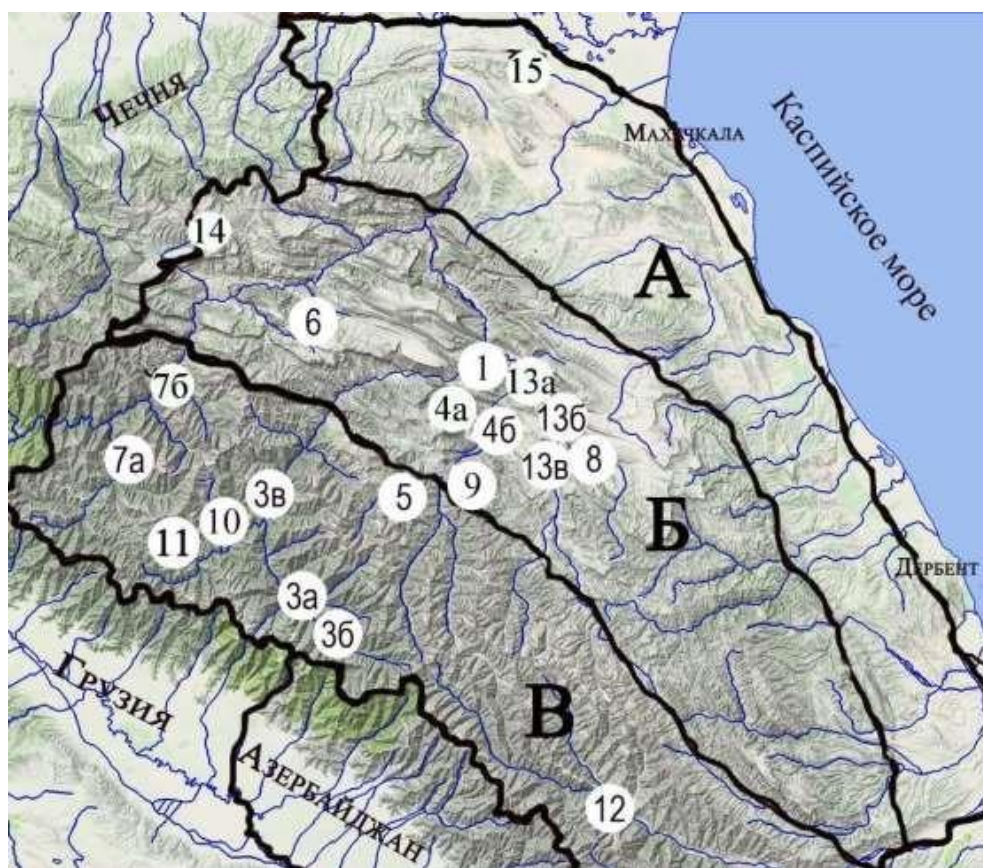 15
Чечня
Махачкала
Каспийское море
14
А
6
1
13а
7б
4а
13б
4б
7а
13в
8
9
3в
5
10
Б
11
Дербент
3а
3б
Грузия
В
Азербайджан
12